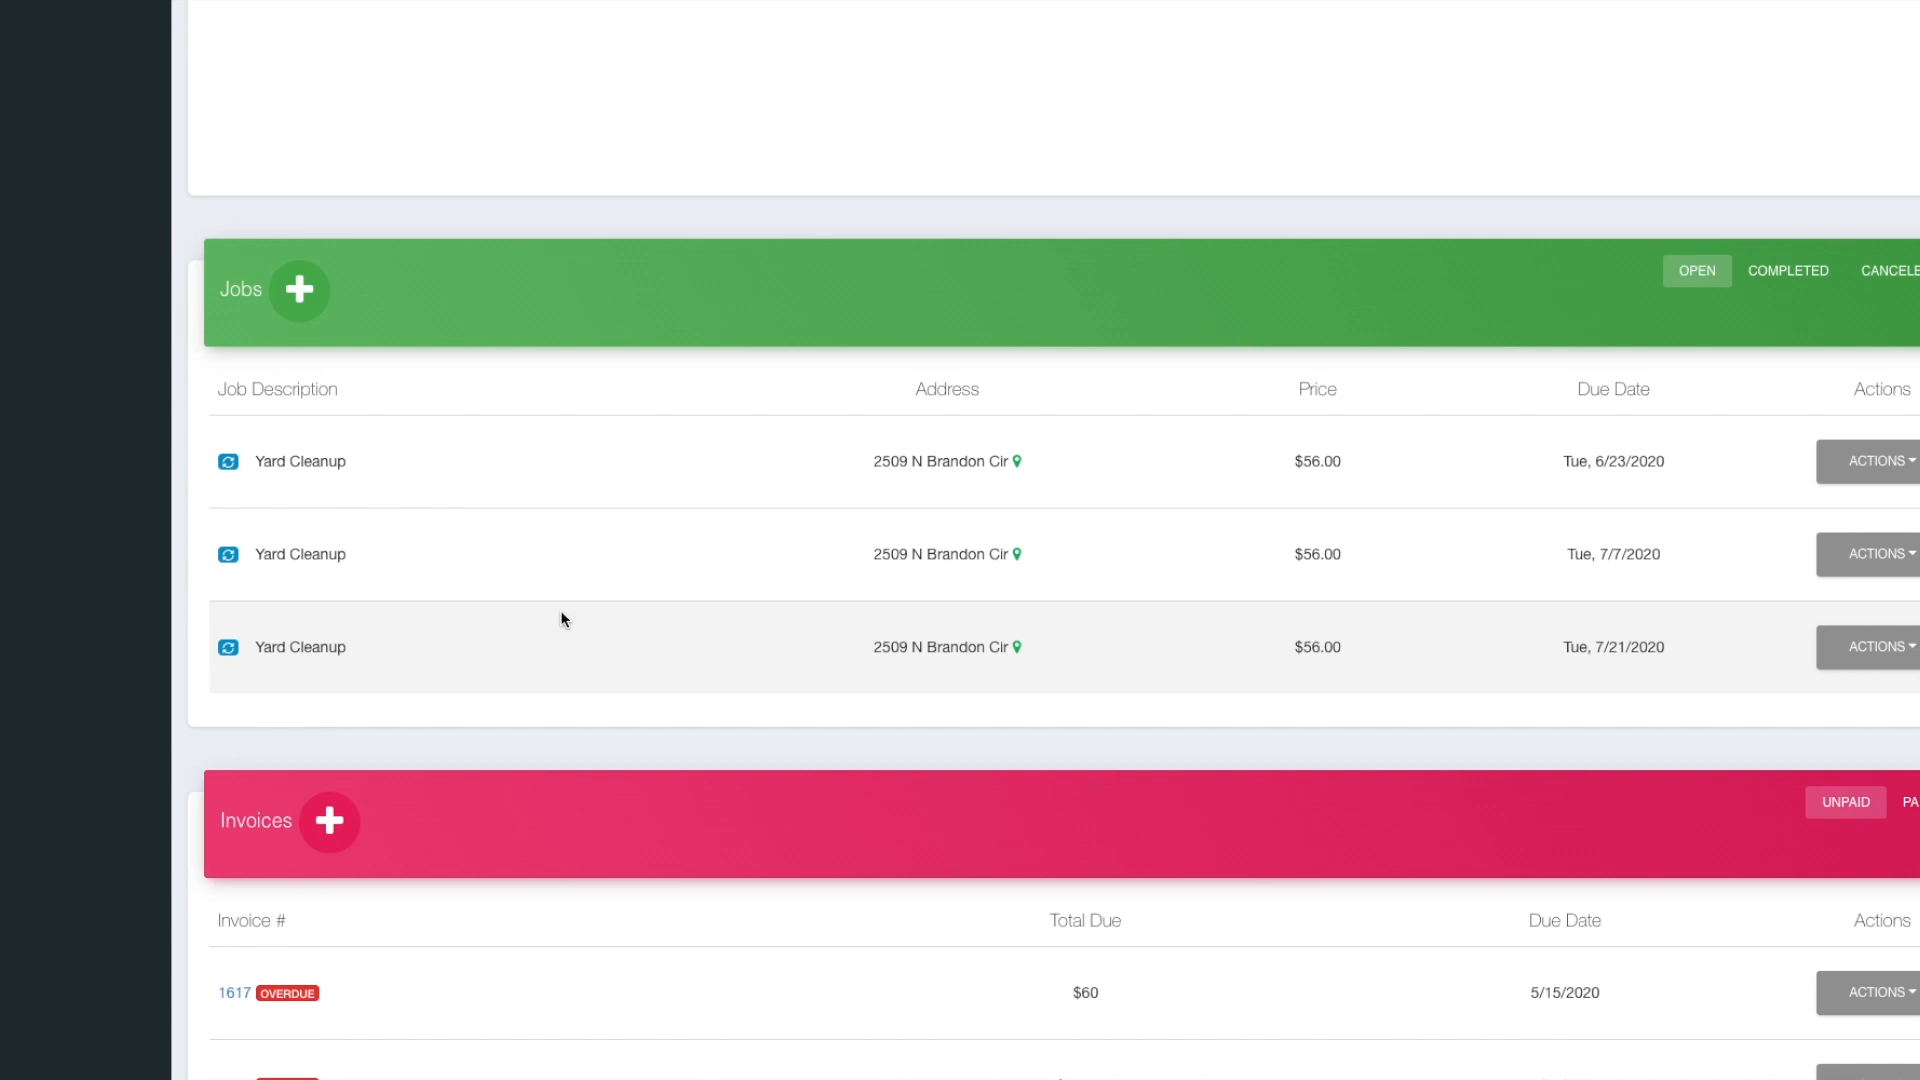 Jobs
OPEN COMPLETED CANCELE
Job Description Address Price Due Date Actions
Yard Cleanup 2509 N Brandon Cir $56.00 Tue, 6/23/2020 ACTIONS
Yard Cleanup 2509 N Brandon Cir $56.00 Tue, 7/7/2020 ACTIONS
Yard Cleanup 2509 N Brandon Cir $56.00 Tue, 7/21/2020 ACTIONS
Invoices
UNPAID PA
Invoice # Total Due Due Date Actions
1617 OVERDUE $60 5/15/2020 ACTIONS